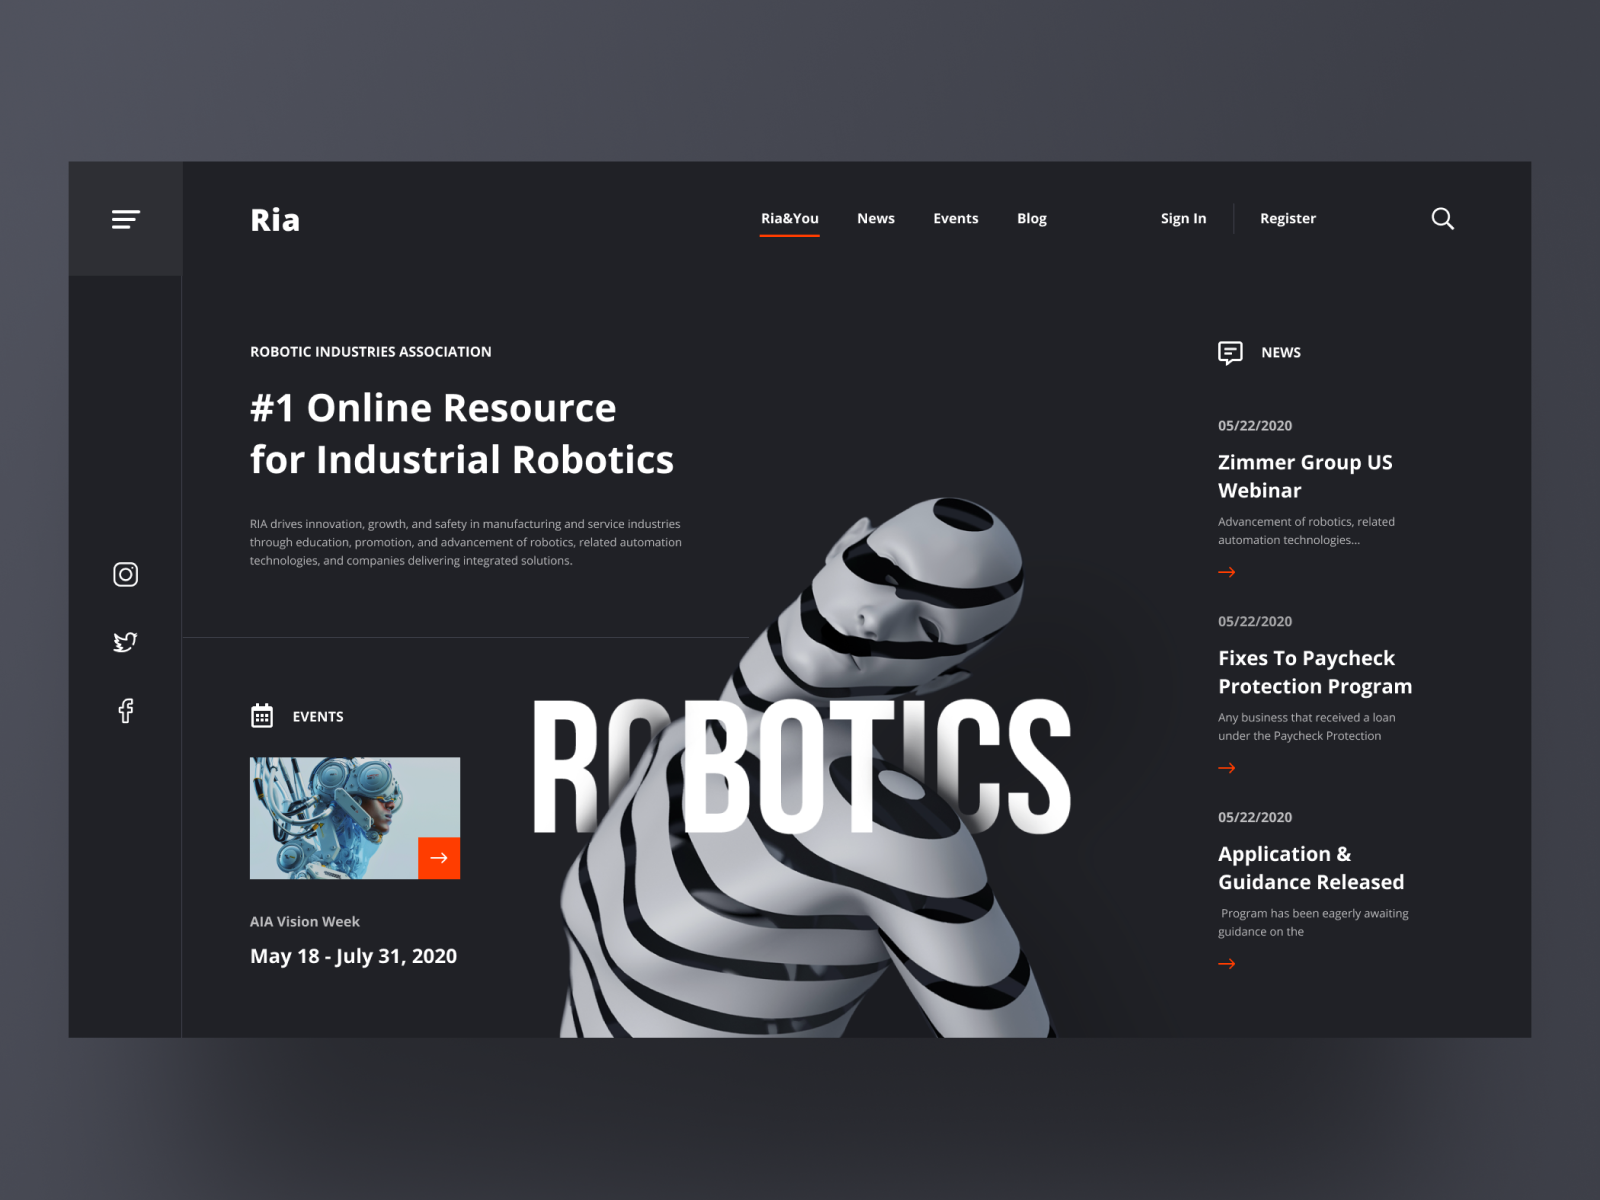 Ria
Ria&You
News
Events
Blog
Sign In
Register
ROBOTIC INDUSTRIES ASSOCIATION
#1 Online Resource
for Industrial Robotics
RIA drives innovation, growth, and safety in manufacturing and service industries
through education, promotion, and advancement of robotics, related automation
technologies, and companies delivering integrated solutions.
EVENTS
AIA Vision Week
May 18 - July 31, 2020
ROBOTICS
NEWS
05/22/2020
Zimmer Group US
Webinar
Advancement of robotics, related
automation technologies...
05/22/2020
Fixes To Paycheck
Protection Program
Any business that received a loan
under the Paycheck Protection
05/22/2020
Application &
Guidance Released
Program has been eagerly awaiting
guidance on the